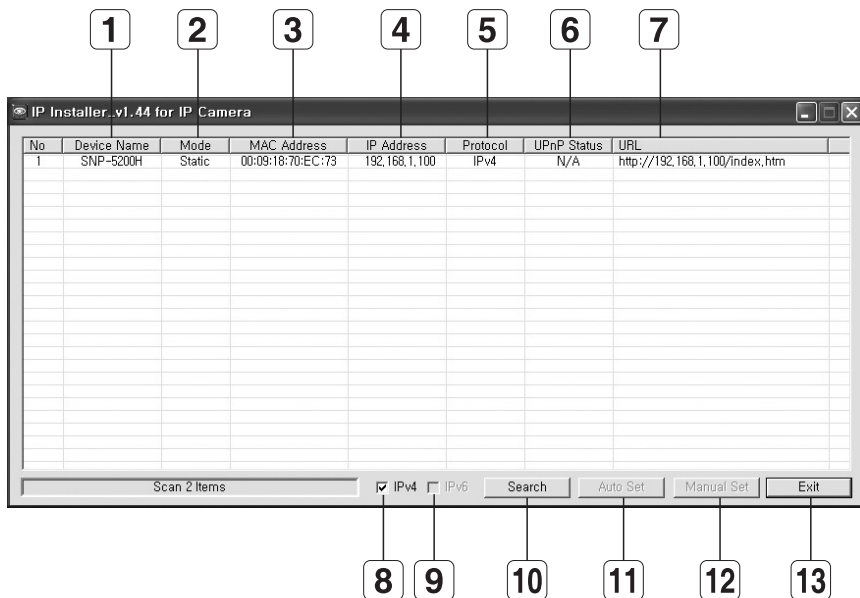 1 2 3 4 5 6 7
IP Installer..v1.44 for IP Camera
No Device Name Mode MAC Address IP Address Protocol UPnP Status URL
1 SNP-5200H Static 00:09:18:70:EC:73 192,168,1,100 IPv4 N/A http://192,168,1,100/index,htm
Scan 2 Items IPv4 IPv6 Search Auto Set Manual Set Exit
8 9 10 11 12 13